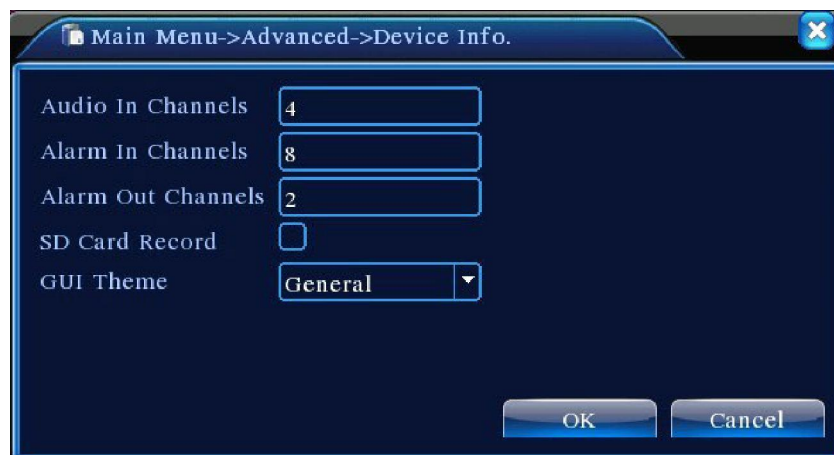 Main Menu->Advanced->Device Info.
Audio In Channels 4
Alarm In Channels 8
Alarm Out Channels 2
SD Card Record
GUI Theme General
OK Cancel